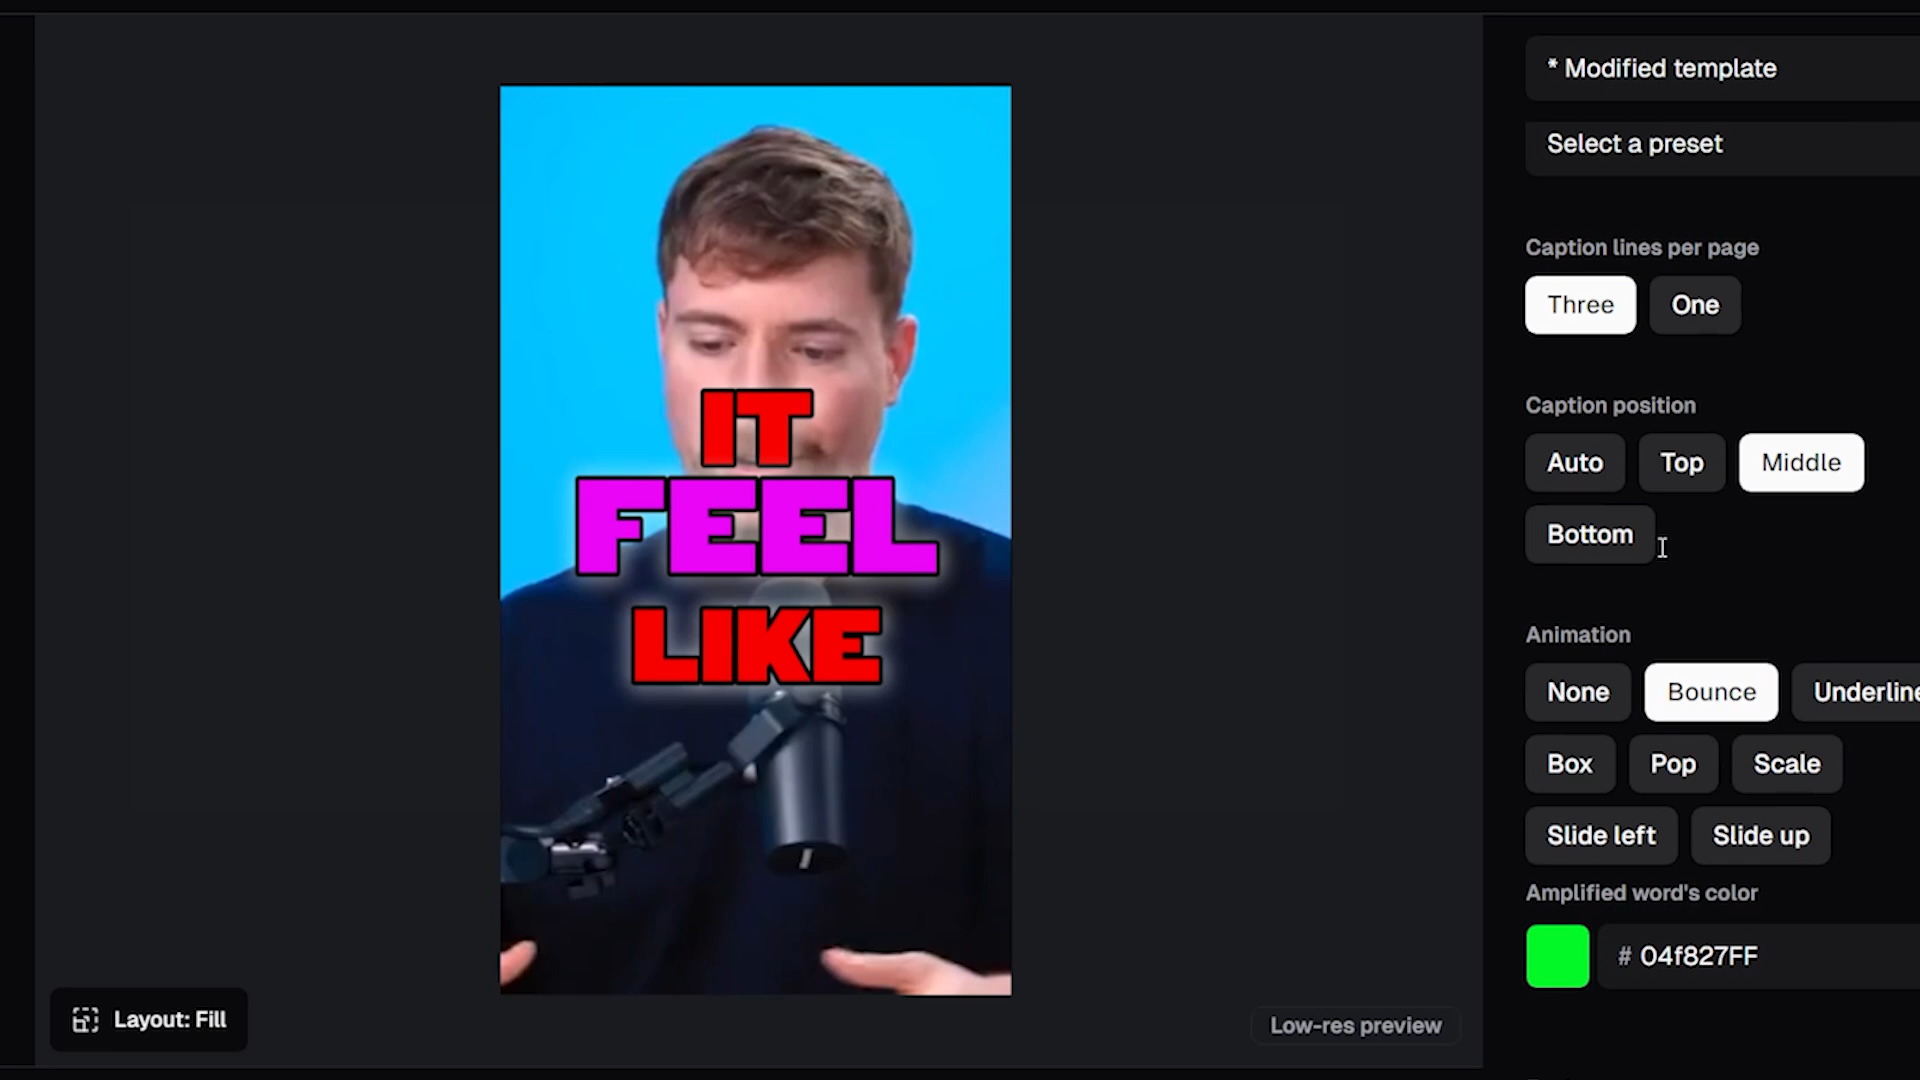 * Modified template
Select a preset
Caption lines per page
Three One
Caption position
Auto Top Middle
Bottom
Animation
None Bounce Underline
Box Pop Scale
Slide left Slide up
Amplified word's color
# 04f827FF
IT
FEEL
LIKE
Layout: Fill
Low-res preview